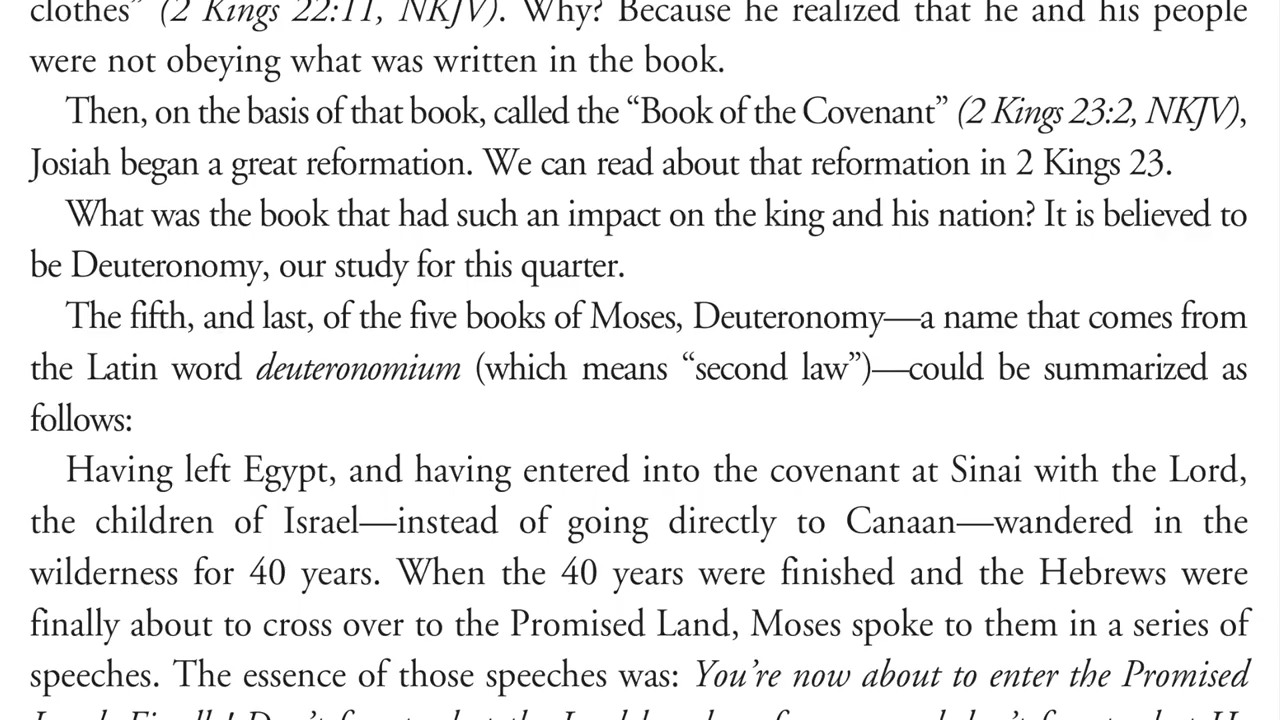 clothes” (2 Kings 22:11, NKJV). Why? Because he realized that he and his people
were not obeying what was written in the book.
Then, on the basis of that book, called the “Book of the Covenant” (2 Kings 23:2, NKJV),
Josiah began a great reformation. We can read about that reformation in 2 Kings 23.
What was the book that had such an impact on the king and his nation? It is believed to
be Deuteronomy, our study for this quarter.
The fifth, and last, of the five books of Moses, Deuteronomy—a name that comes from
the Latin word deuteronomium (which means “second law”)—could be summarized as
follows:
Having left Egypt, and having entered into the covenant at Sinai with the Lord,
the children of Israel—instead of going directly to Canaan—wandered in the
wilderness for 40 years. When the 40 years were finished and the Hebrews were
finally about to cross over to the Promised Land, Moses spoke to them in a series of
speeches. The essence of those speeches was: You’re now about to enter the Promised